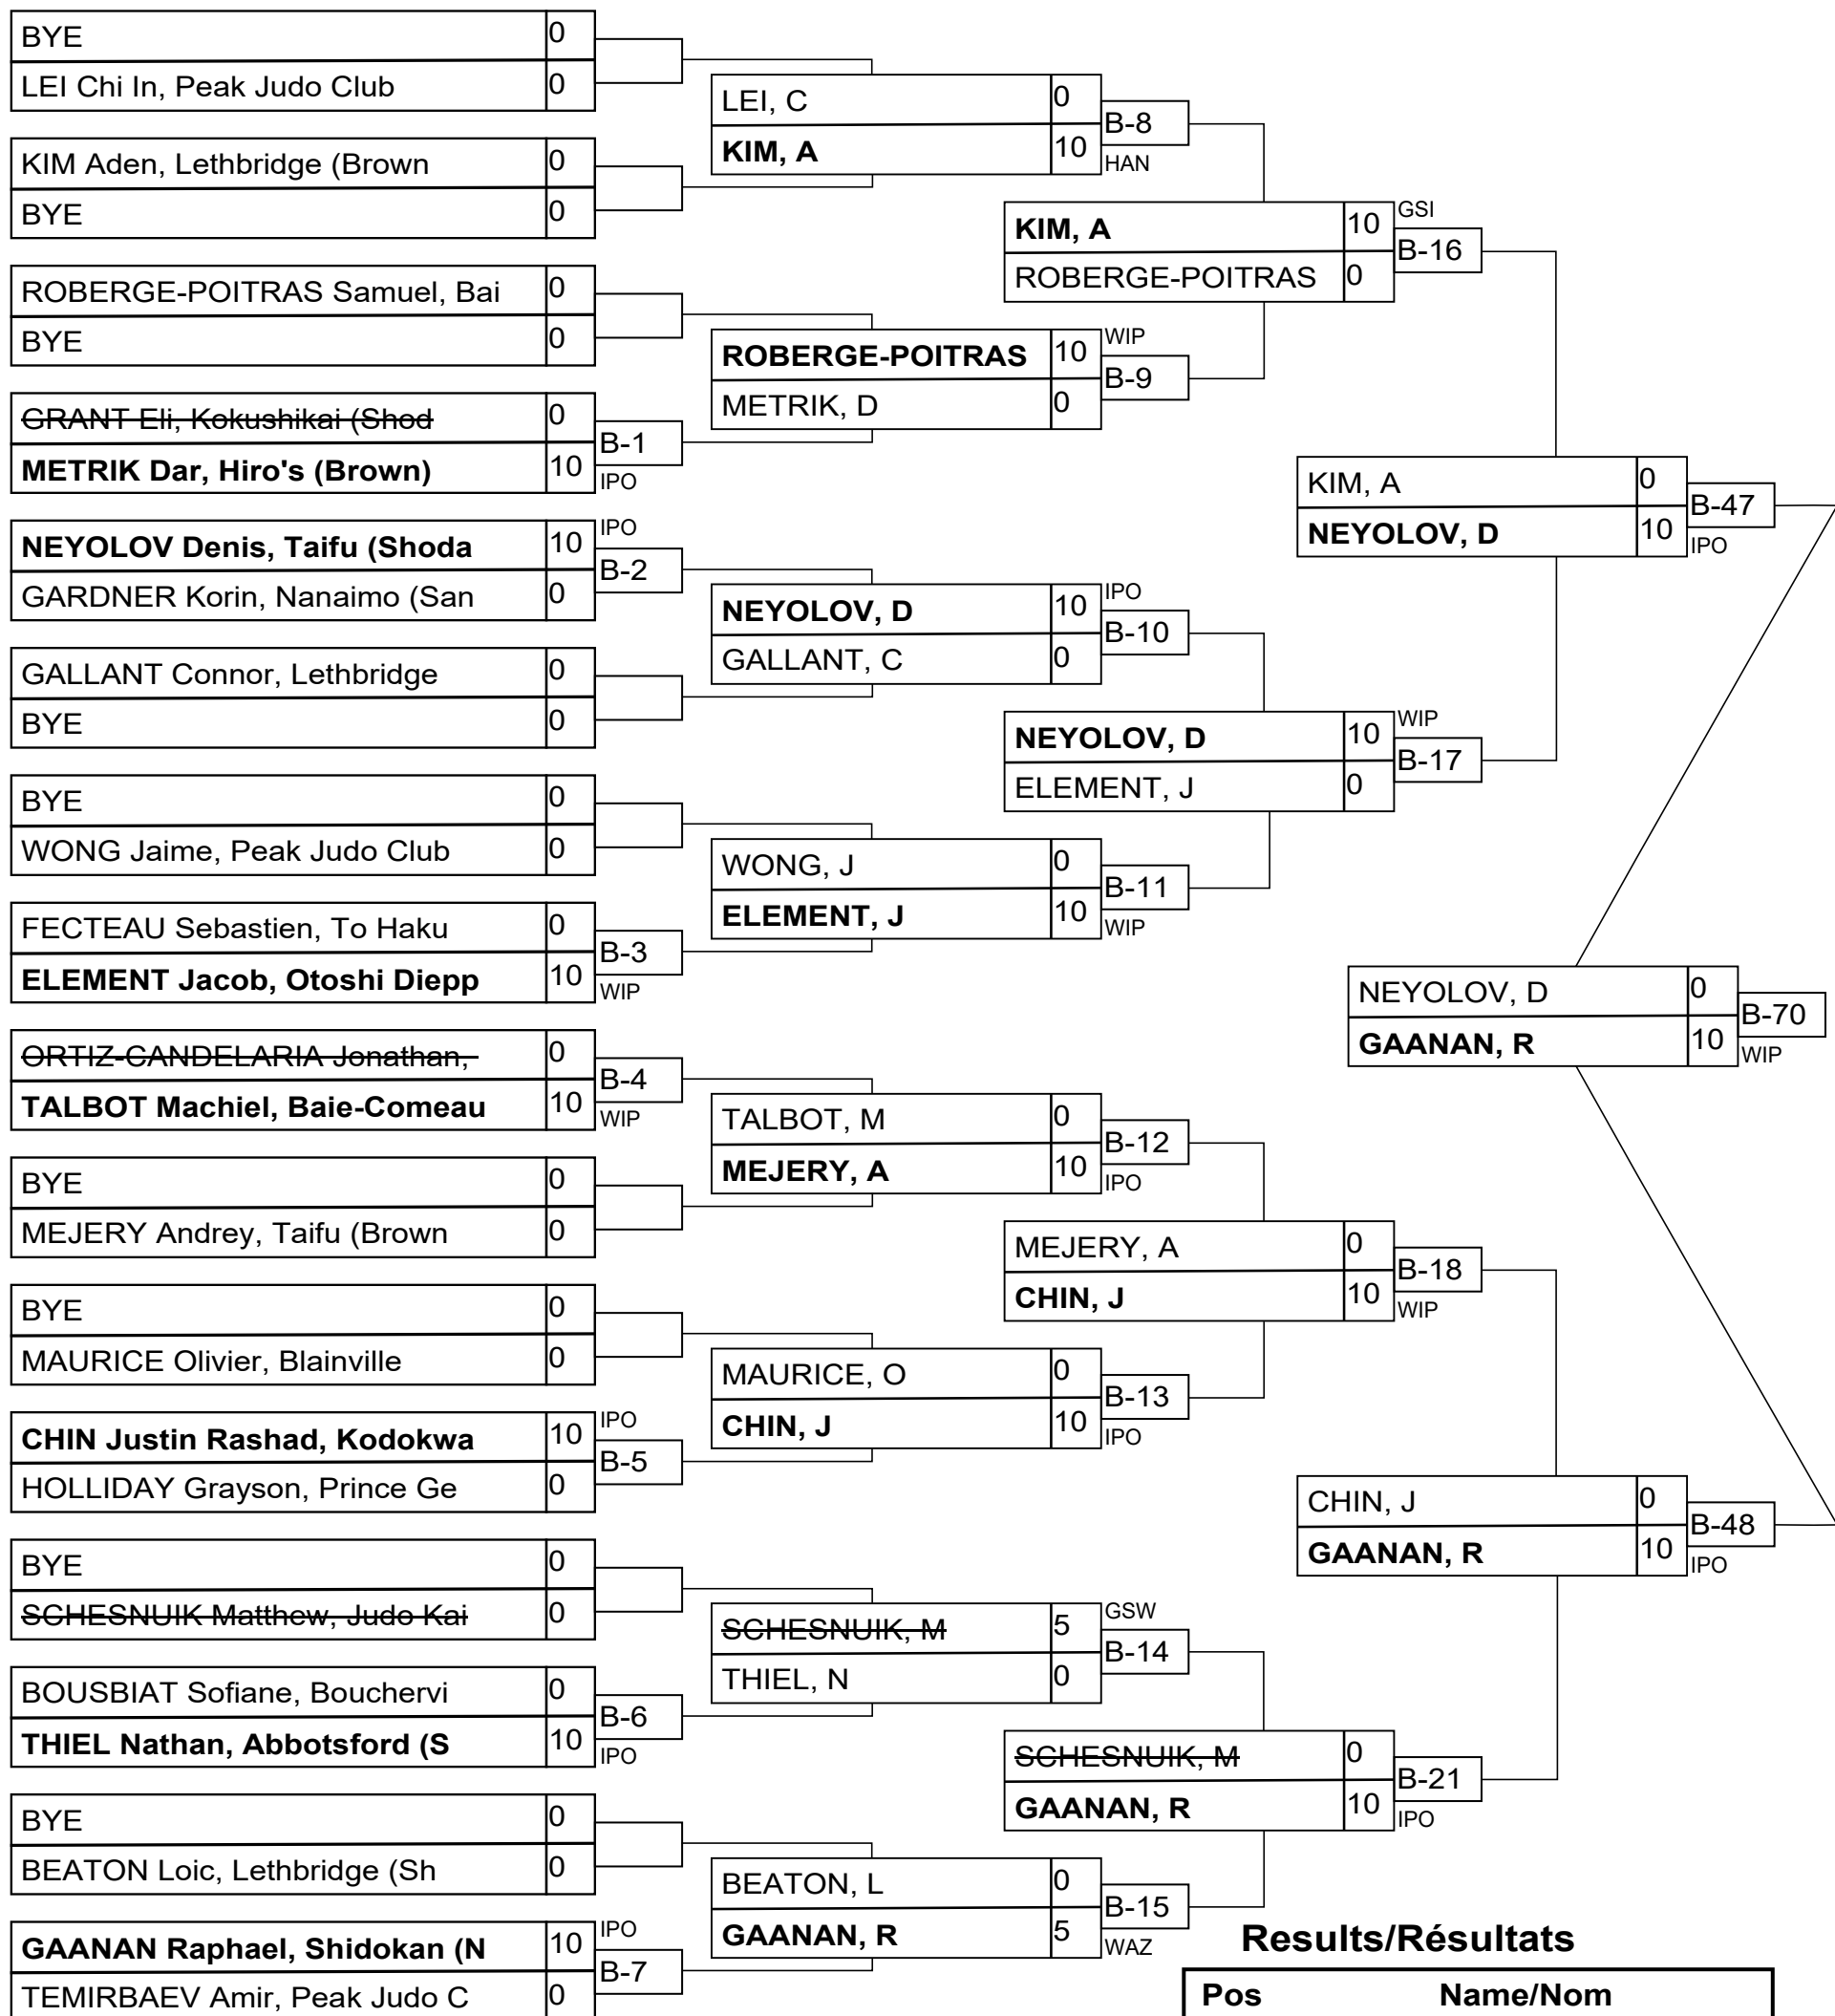 BYE 0
LEI Chi In, Peak Judo Club 0
KIM Aden, Lethbridge (Brown 0
BYE 0
ROBERGE-POITRAS Samuel, Bai 0
BYE 0
GRANT Eli, Kokushikai (Shod 0
METRIK Dar, Hiro's (Brown) 10
B-1
IPO
NEYOLOV Denis, Taifu (Shoda 10
GARDNER Korin, Nanaimo (San 0
IPO
B-2
GALLANT Connor, Lethbridge 0
BYE 0
BYE 0
WONG Jaime, Peak Judo Club 0
FECTEAU Sebastien, To Haku 0
ELEMENT Jacob, Otoshi Diepp 10
B-3
WIP
ORTIZ-CANDELARIA Jonathan, 0
TALBOT Machiel, Baie-Comeau 10
B-4
WIP
BYE 0
MEJERY Andrey, Taifu (Brown 0
BYE 0
MAURICE Olivier, Blainville 0
CHIN Justin Rashad, Kodokwa 10
HOLLIDAY Grayson, Prince Ge 0
IPO
B-5
BYE 0
SCHESNUIK Matthew, Judo Kai 0
BOUSBIAT Sofiane, Bouchervi 0
THIEL Nathan, Abbotsford (S 10
B-6
IPO
BYE 0
BEATON Loic, Lethbridge (Sh 0
GAANAN Raphael, Shidokan (N 10
TEMIRBAEV Amir, Peak Judo C 0
IPO
B-7
LEI, C 0
KIM, A 10
B-8
HAN
ROBERGE-POITRAS 10
METRIK, D 0
WIP
B-9
NEYOLOV, D 10
GALLANT, C 0
IPO
B-10
WONG, J 0
ELEMENT, J 10
B-11
WIP
TALBOT, M 0
MEJERY, A 10
B-12
IPO
MAURICE, O 0
CHIN, J 10
B-13
IPO
SCHESNUIK, M 5
THIEL, N 0
GSW
B-14
BEATON, L 0
GAANAN, R 5
B-15
WAZ
KIM, A 10
ROBERGE-POITRAS 0
GSI
B-16
NEYOLOV, D 10
ELEMENT, J 0
WIP
B-17
MEJERY, A 0
CHIN, J 10
B-18
WIP
SCHESNUIK, M 0
GAANAN, R 10
B-21
IPO
KIM, A 0
NEYOLOV, D 10
B-47
IPO
CHIN, J 0
GAANAN, R 10
B-48
IPO
NEYOLOV, D 0
GAANAN, R 10
B-70
WIP
Results/Résultats
Pos Name/Nom